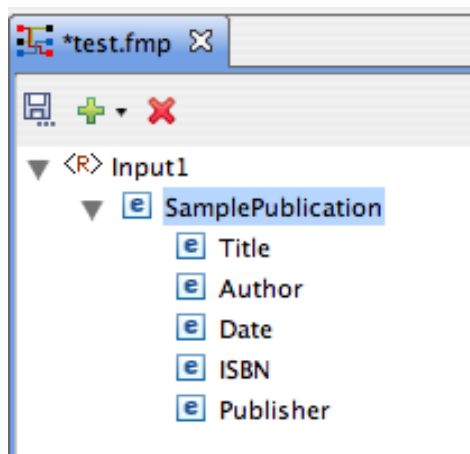 *test.fmp
<R> Input1
e SamplePublication
e Title
e Author
e Date
e ISBN
e Publisher